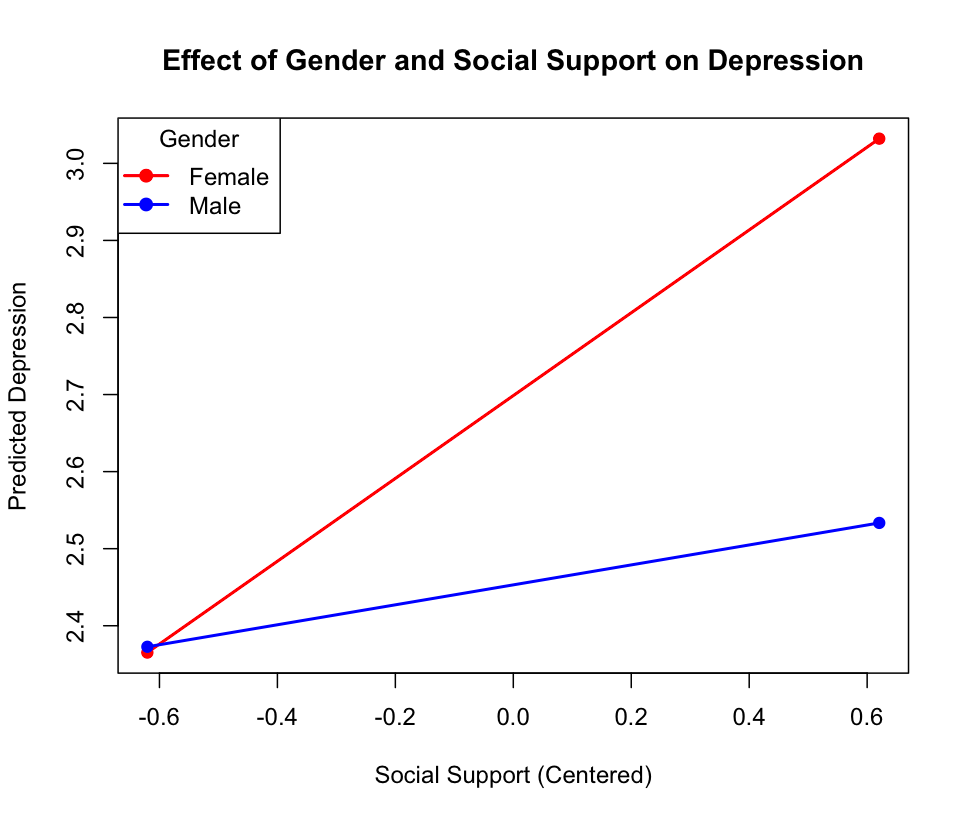 Effect of Gender and Social Support on Depression
Gender
Female
Male
Predicted Depression
3.0
2.9
2.8
2.7
2.6
2.5
2.4
-0.6 -0.4 -0.2 0.0 0.2 0.4 0.6
Social Support (Centered)